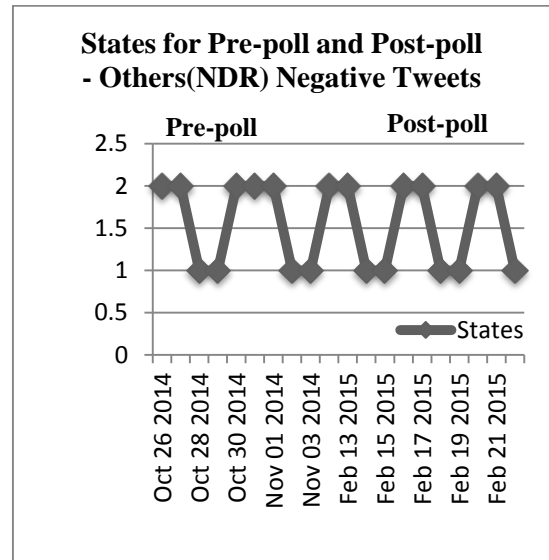 States for Pre-poll and Post-poll
- Others(NDR) Negative Tweets
Pre-poll Post-poll
2.5
2
1.5
1
0.5
0
States
Oct 26 2014
Oct 28 2014
Oct 30 2014
Nov 01 2014
Nov 03 2014
Feb 13 2015
Feb 15 2015
Feb 17 2015
Feb 19 2015
Feb 21 2015